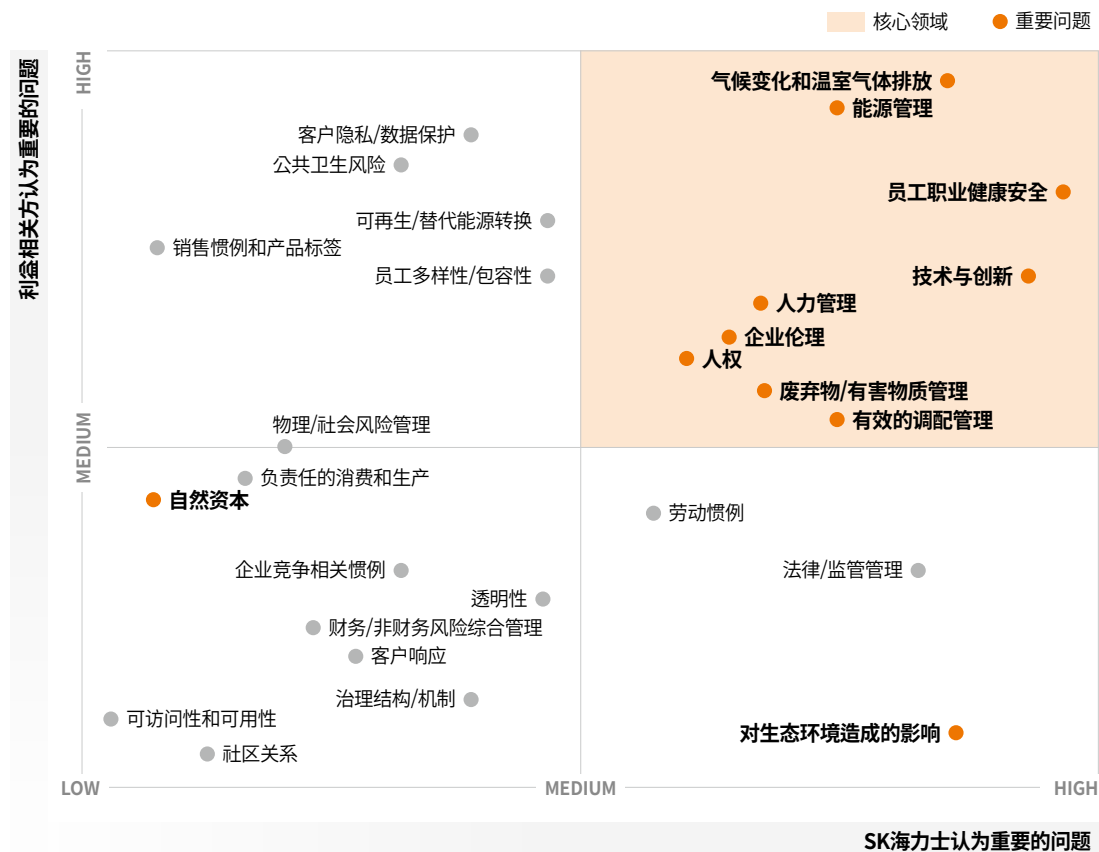 核心领域
重要问题
利益相关方认为重要的问题
HIGH
气候变化和温室气体排放
能源管理
客户隐私/数据保护
公共卫生风险
员工职业健康安全
可再生/替代能源转换
销售惯例和产品标签
员工多样性/包容性
技术与创新
人力管理
企业伦理
人权
废弃物/有害物质管理
有效的调配管理
物理/社会风险管理
MEDIUM
负责任的消费和生产
自然资本
劳动惯例
企业竞争相关惯例
法律/监管管理
透明性
财务/非财务风险综合管理
客户响应
治理结构/机制
可访问性和可用性
对生态环境造成的影响
社区关系
LOW
MEDIUM
HIGH
SK海力士认为重要的问题